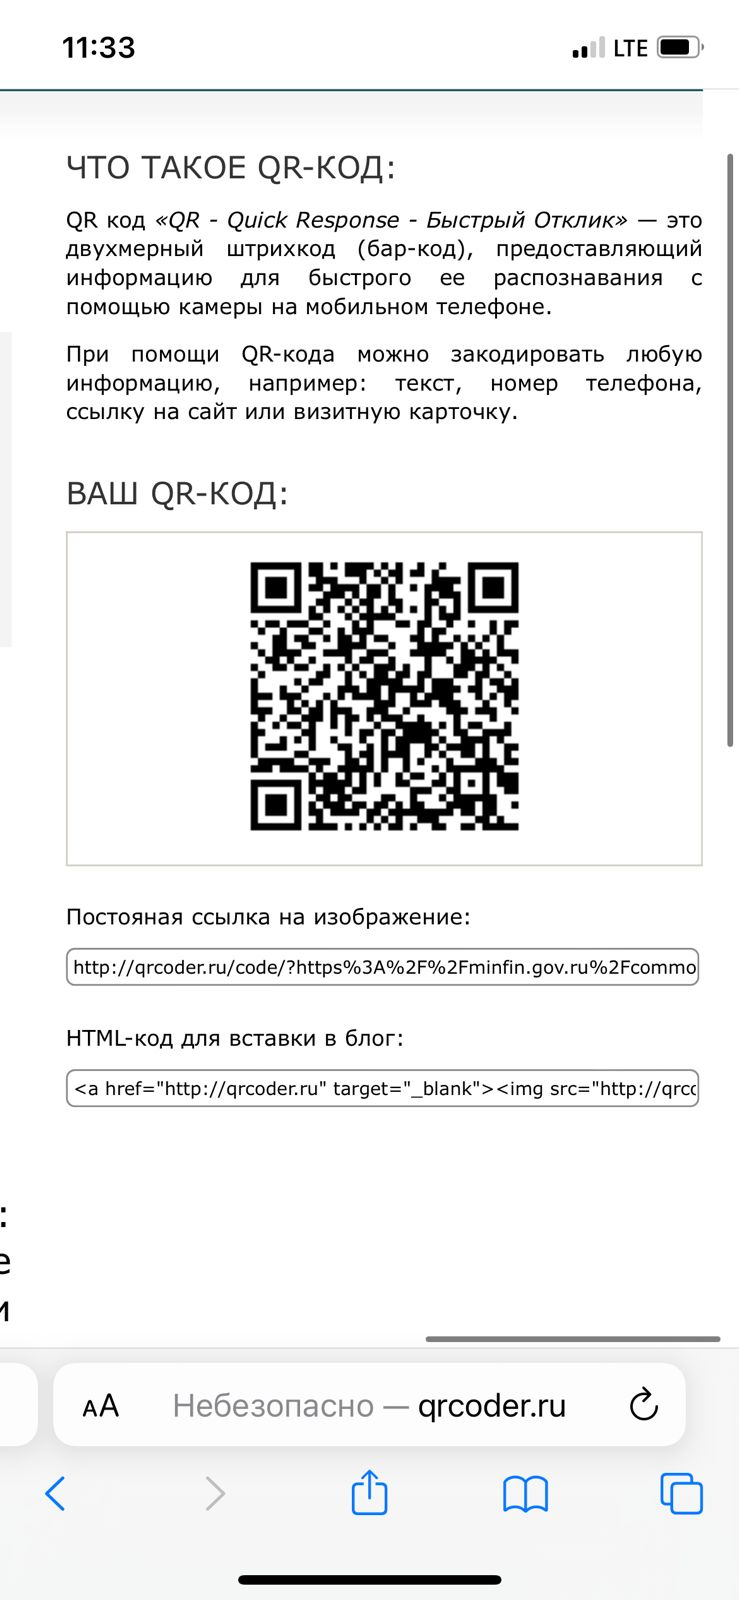 11:33
LTE
ЧТО ТАКОЕ QR-КОД:
QR код «QR - Quick Response - Быстрый Отклик» — это
двухмерный штрихкод (бар-код), предоставляющий
информацию для быстрого ее распознавания с
помощью камеры на мобильном телефоне.
При помощи QR-кода можно закодировать любую
информацию, например: текст, номер телефона,
ссылку на сайт или визитную карточку.
ВАШ QR-КОД:
Постояная ссылка на изображение:
http://qrcoder.ru/code/?https%3A%2F%2Fminfin.gov.ru%2Fcommo
HTML-код для вставки в блог:
<a href="http://qrcoder.ru" target="_blank"><img src="http://qrcc
:
е
и
AA Небезопасно — qrcoder.ru